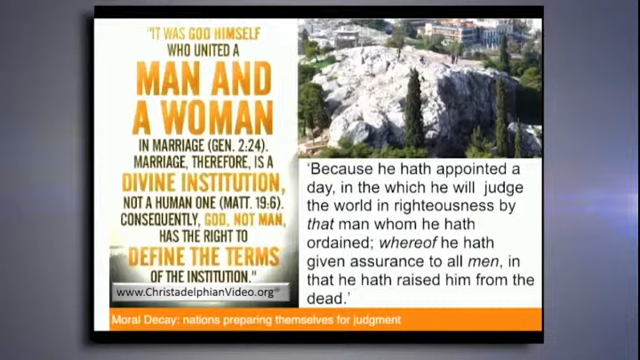 "IT WAS GOD HIMSELF
WHO UNITED A
MAN AND
A WOMAN
IN MARRIAGE (GEN. 2:24).
MARRIAGE, THEREFORE, IS A
DIVINE INSTITUTION,
NOT A HUMAN ONE (MATT. 19:6).
CONSEQUENTLY, GOD, NOT MAN,
HAS THE RIGHT TO
DEFINE THE TERMS
OF THE INSTITUTION."
www.ChristadelphianVideo.org
'Because he hath appointed a
day, in the which he will judge
the world in righteousness by
that man whom he hath
ordained; whereof he hath
given assurance to all men, in
that he hath raised him from the
dead.'
Moral Decay: nations preparing themselves for judgment